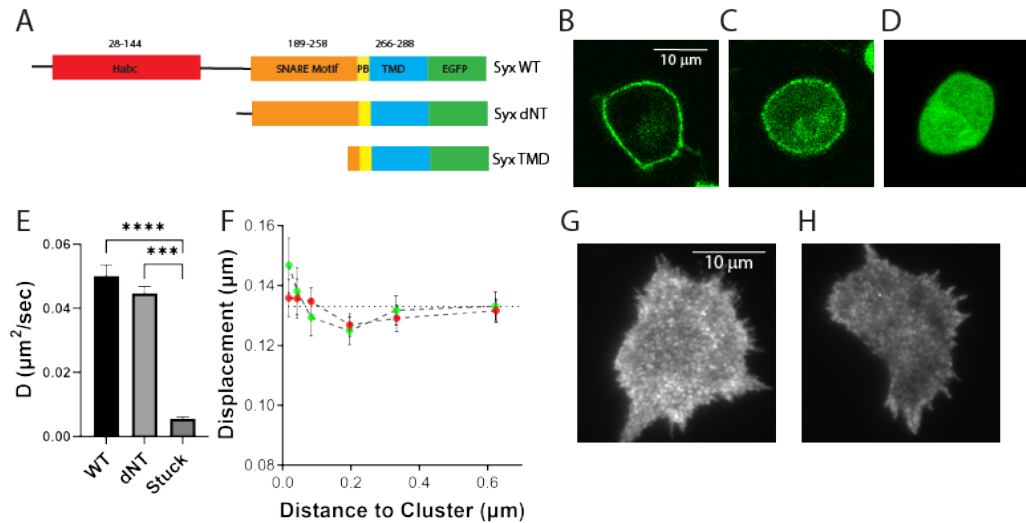 A
28-144
189-258
266-288
Habc
SNARE Motif
PB
TMD
EGFP
Syx WT
Syx dNT
Syx TMD
B
10 μm
C
D
E
****
***
D (μm²/sec)
0.06
0.04
0.02
0.00
WT
dNT
Stuck
F
Displacement (μm)
0.16
0.14
0.12
0.10
0.08
0.0
0.2
0.4
0.6
Distance to Cluster (μm)
G
10 μm
H